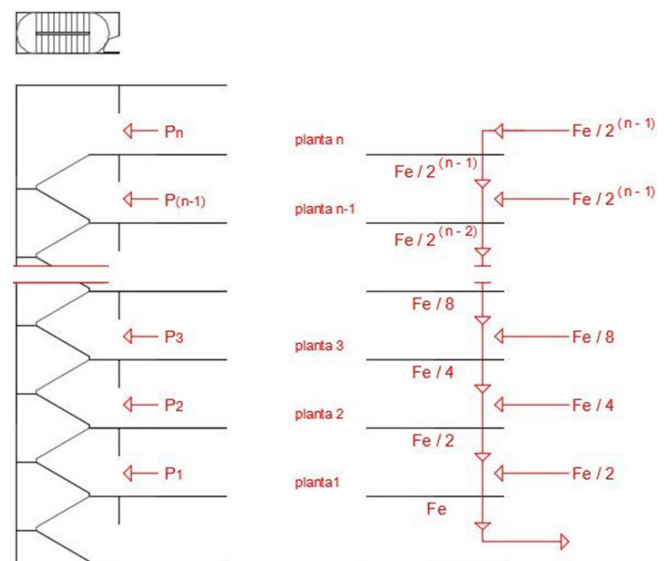 Pn
planta n
Fe / 2^(n - 1)
Fe / 2^(n - 1)
P(n-1)
planta n-1
Fe / 2^(n - 1)
Fe / 2^(n - 2)
Fe / 8
P3
planta 3
Fe / 8
Fe / 4
P2
planta 2
Fe / 4
Fe / 2
P1
planta1
Fe / 2
Fe